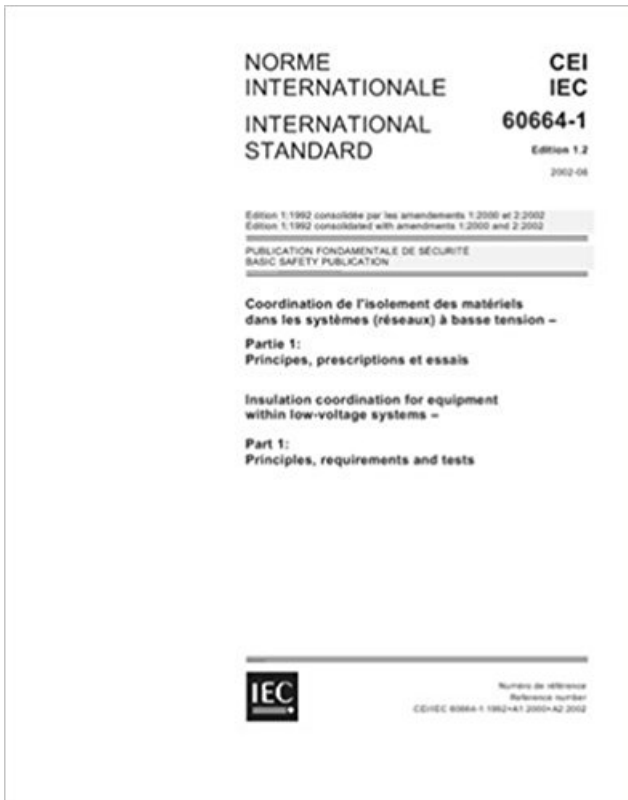 NORME
INTERNATIONALE
INTERNATIONAL
STANDARD
CEI
IEC
60664-1
Edition 1.2
2002-06
Edition 1:1992 consolidée par les amendements 1:2000 et 2:2002
Edition 1:1992 consolidated with amendments 1:2000 and 2:2002
PUBLICATION FONDAMENTALE DE SÉCURITÉ
BASIC SAFETY PUBLICATION
Coordination de l'isolement des matériels
dans les systèmes (réseaux) à basse tension –
Partie 1:
Principes, prescriptions et essais
Insulation coordination for equipment
within low-voltage systems –
Part 1:
Principles, requirements and tests
IEC
Numéro de référence
Reference number
CEI/IEC 60664-1:1992+A1:2000+A2:2002